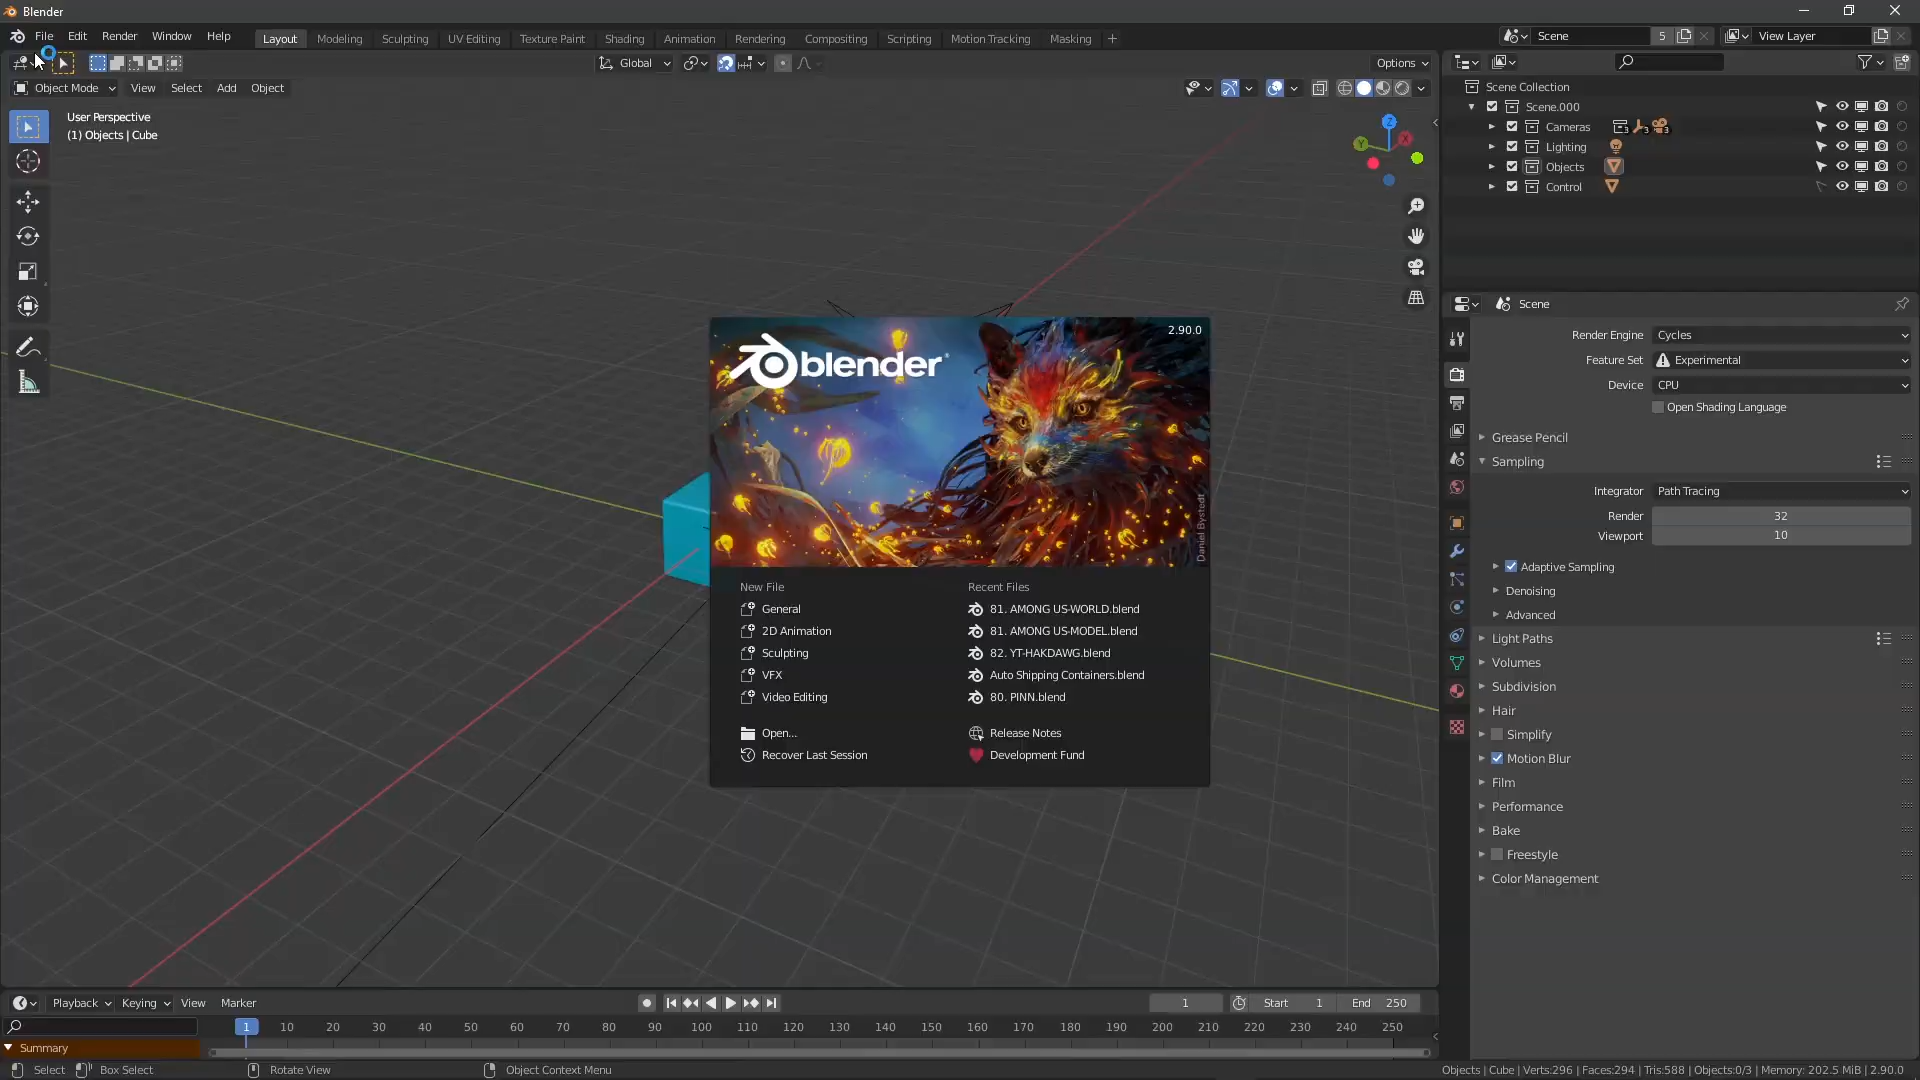 Blender
File Edit Render Window Help Layout Modeling Sculpting UV Editing Texture Paint Shading Animation Rendering Compositing Scripting Motion Tracking Masking + Scene 5 View Layer
Global Options
Object Mode View Select Add Object
User Perspective
(1) Objects | Cube
Z
Y
X
Scene Collection
Scene.000
Cameras 3 3 3
Lighting
Objects
Control
Scene
Render Engine Cycles
Feature Set Experimental
Device CPU
Open Shading Language
Grease Pencil
Sampling
Integrator Path Tracing
Render 32
Viewport 10
Adaptive Sampling
Denoising
Advanced
Light Paths
Volumes
Subdivision
Hair
Simplify
Motion Blur
Film
Performance
Bake
Freestyle
Color Management
2.90.0
blender
Daniel Bystedt
New File
General
2D Animation
Sculpting
VFX
Video Editing
Open...
Recover Last Session
Recent Files
81. AMONG US-WORLD.blend
81. AMONG US-MODEL.blend
82. YT-HAKDAWG.blend
Auto Shipping Containers.blend
80. PINN.blend
Release Notes
Development Fund
Playback Keying View Marker 1 Start 1 End 250
1 10 20 30 40 50 60 70 80 90 100 110 120 130 140 150 160 170 180 190 200 210 220 230 240 250
Summary
Select Box Select Rotate View Object Context Menu Objects | Cube | Verts:296 | Faces:294 | Tris:588 | Objects:0/3 | Memory: 202.5 MiB | 2.90.0